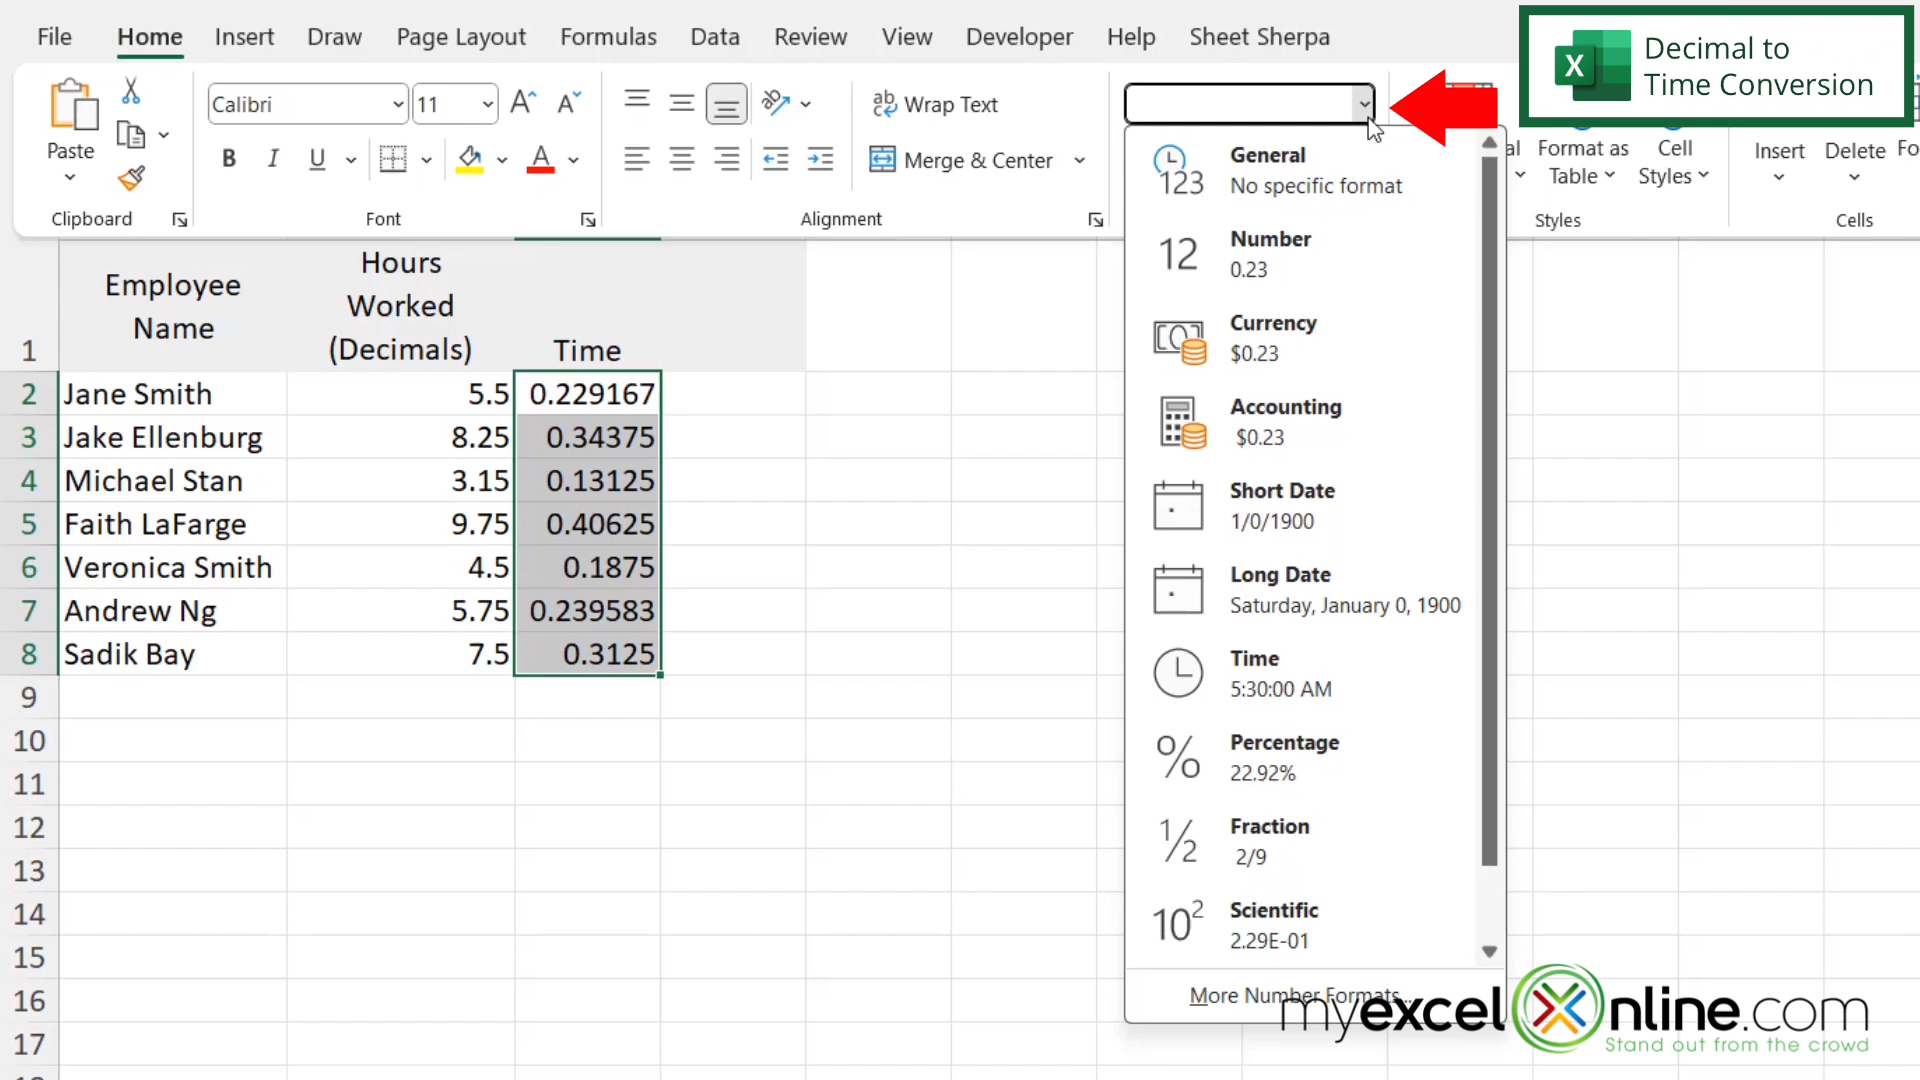 File Home Insert Draw Page Layout Formulas Data Review View Developer Help Sheet Sherpa
X Decimal to
Time Conversion
Paste
Calibri 11
B I U
ab Wrap Text
Merge & Center
Clipboard Font Alignment
al Format as Cell
Table Styles
Styles
Insert Delete Fo
Cells
General
No specific format
Number
0.23
Currency
$0.23
Accounting
$0.23
Short Date
1/0/1900
Long Date
Saturday, January 0, 1900
Time
5:30:00 AM
Percentage
22.92%
Fraction
2/9
Scientific
2.29E-01
More Number Formats...
Employee
Name
Hours
Worked
(Decimals)
Time
1
2 Jane Smith 5.5 0.229167
3 Jake Ellenburg 8.25 0.34375
4 Michael Stan 3.15 0.13125
5 Faith LaFarge 9.75 0.40625
6 Veronica Smith 4.5 0.1875
7 Andrew Ng 5.75 0.239583
8 Sadik Bay 7.5 0.3125
9
10
11
12
13
14
15
16
17
myexcelXnline.com
Stand out from the crowd